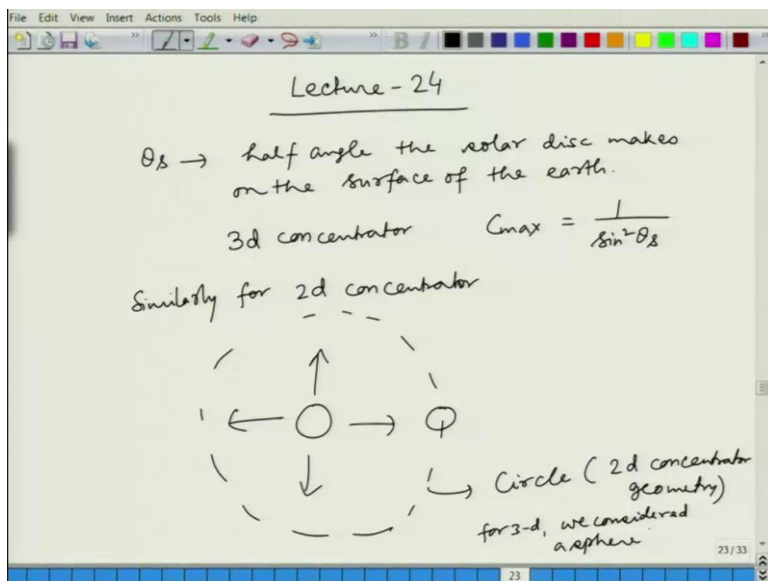 File Edit View Insert Actions Tools Help
B I
Lecture - 24
θs → half angle the solar disc makes
on the surface of the earth.
3d concentrator Cmax = 1 / sin²θs
Similarly for 2d concentrator
Circle ( 2d concentrator
geometry)
for 3-d, we considered
a sphere.
23/33
23